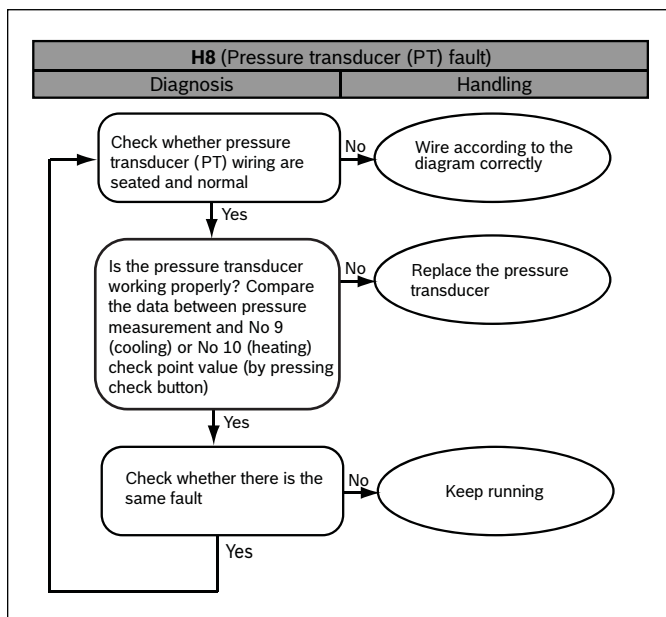 H8 (Pressure transducer (PT) fault)
Diagnosis
Handling
Check whether pressure
transducer (PT) wiring are
seated and normal
No
Wire according to the
diagram correctly
Yes
Is the pressure transducer
working properly? Compare
the data between pressure
measurement and No 9
(cooling) or No 10 (heating)
check point value (by pressing
check button)
No
Replace the pressure
transducer
Yes
Check whether there is the
same fault
No
Keep running
Yes